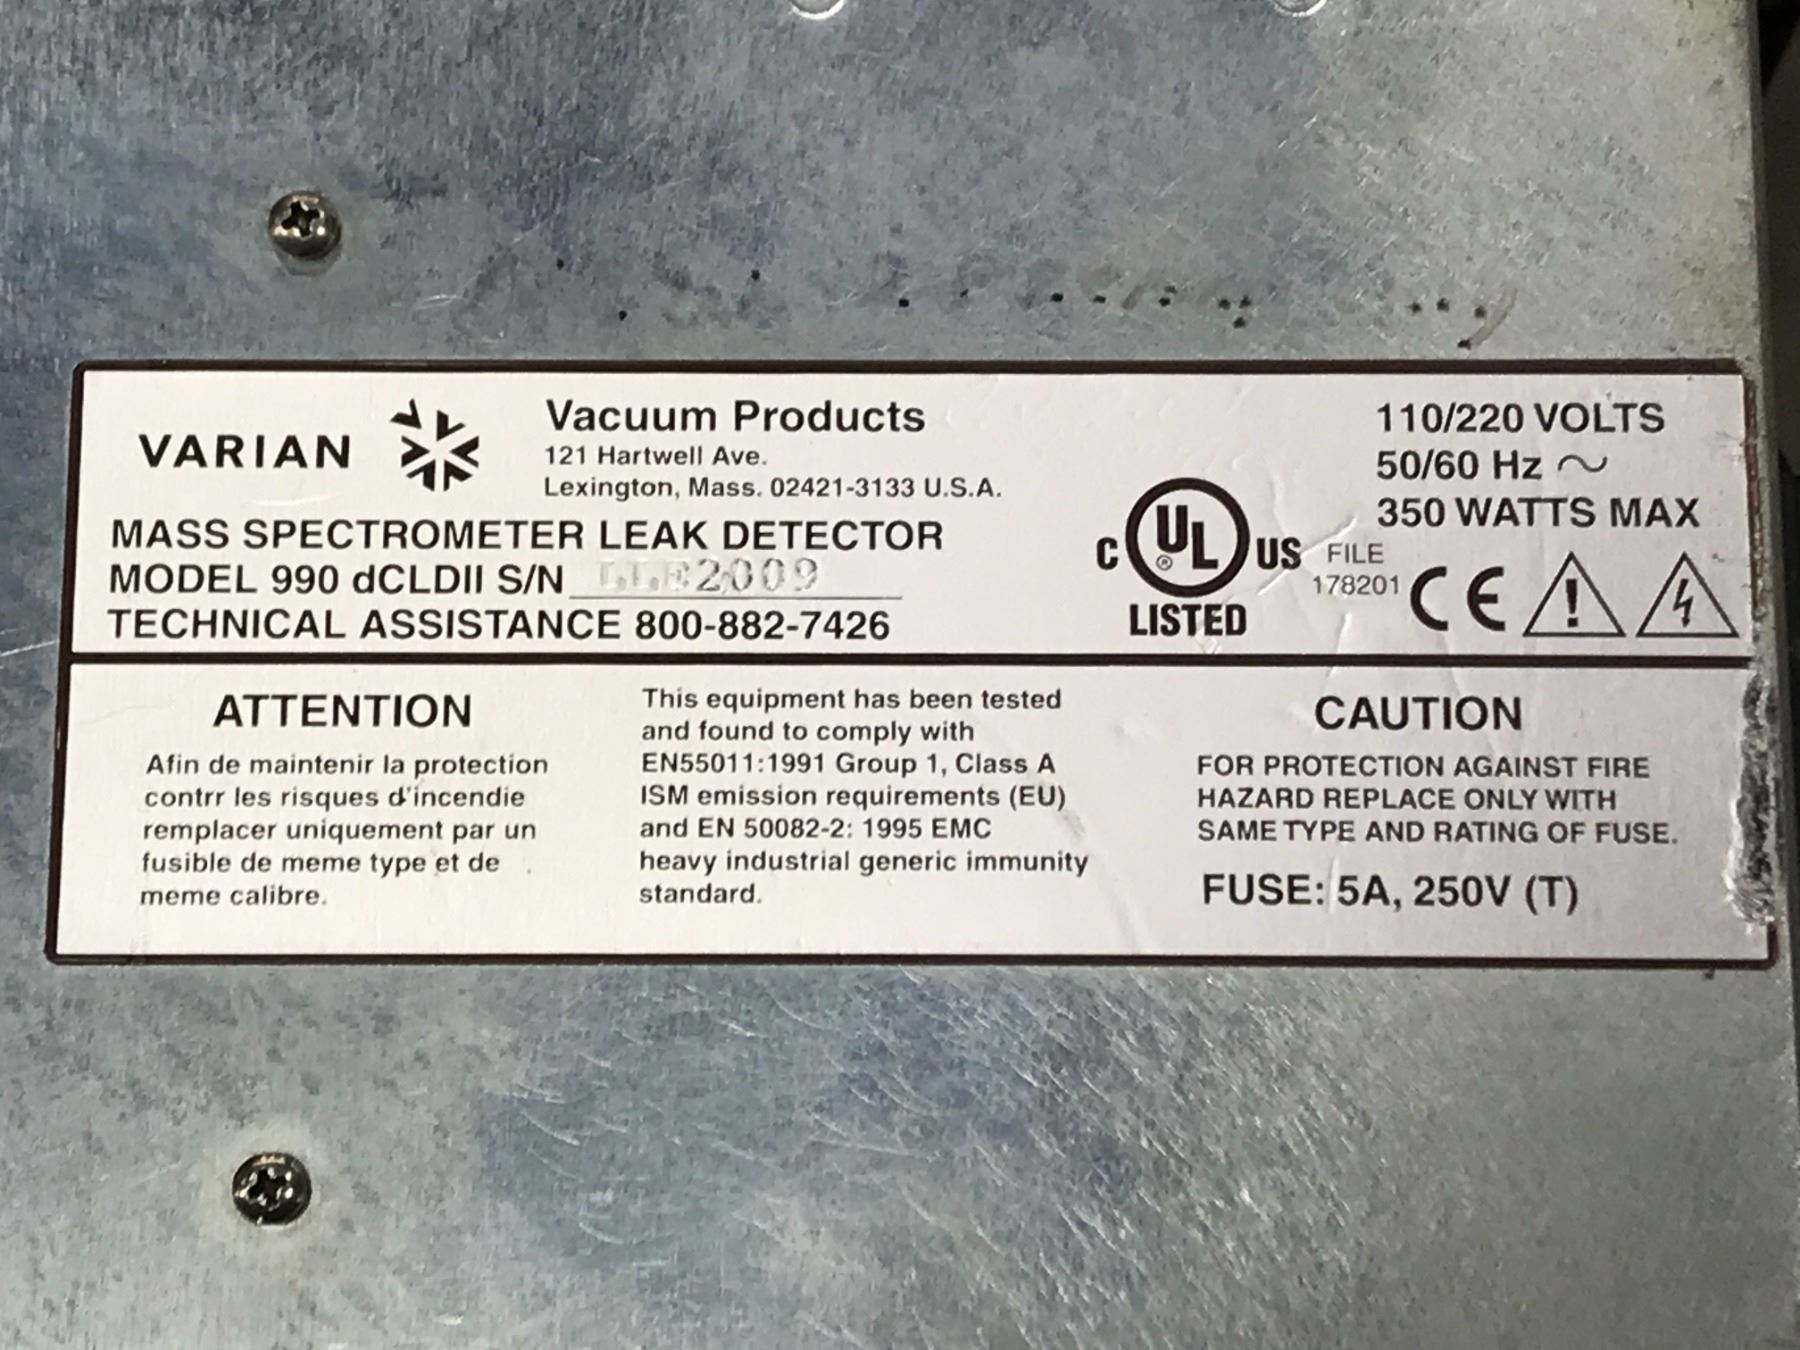 VARIAN
Vacuum Products
121 Hartwell Ave.
Lexington, Mass. 02421-3133 U.S.A.
MASS SPECTROMETER LEAK DETECTOR
MODEL 990 dCLDII S/N
TECHNICAL ASSISTANCE 800-882-7426
C UL ® US
LISTED
FILE
178201
110/220 VOLTS
50/60 Hz ~
350 WATTS MAX
CE
ATTENTION
Afin de maintenir la protection
contrr les risques d'incendie
remplacer uniquement par un
fusible de meme type et de
meme calibre.
This equipment has been tested
and found to comply with
EN55011:1991 Group 1, Class A
ISM emission requirements (EU)
and EN 50082-2: 1995 EMC
heavy industrial generic immunity
standard.
CAUTION
FOR PROTECTION AGAINST FIRE
HAZARD REPLACE ONLY WITH
SAME TYPE AND RATING OF FUSE.
FUSE: 5A, 250V (T)